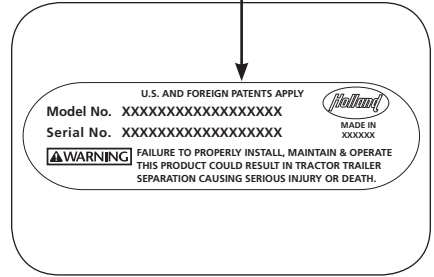 U.S. AND FOREIGN PATENTS APPLY
Holland
Model No. XXXXXXXXXXXXXXXXXX
MADE IN
XXXXXX
Serial No. XXXXXXXXXXXXXXXXXX
WARNING FAILURE TO PROPERLY INSTALL, MAINTAIN & OPERATE
THIS PRODUCT COULD RESULT IN TRACTOR TRAILER
SEPARATION CAUSING SERIOUS INJURY OR DEATH.